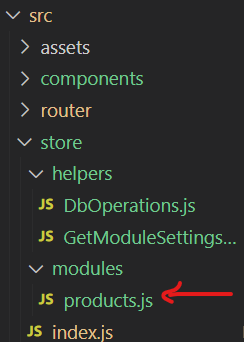 src
assets
components
router
store
helpers
JS DbOperations.js
JS GetModuleSettings...
modules
JS products.js
JS index.js